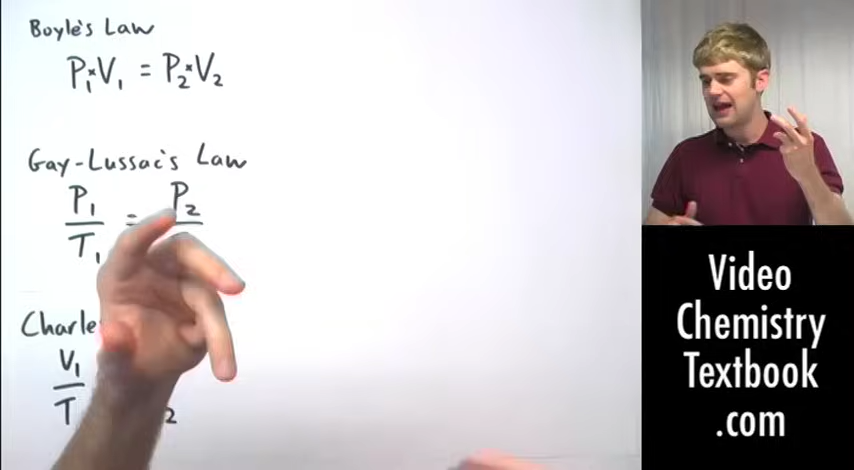 Boyle's Law
P₁ × V₁ = P₂ × V₂
Gay-Lussac's Law
P₁ = P₂
T₁
Charle
V₁
T 2
Video
Chemistry
Textbook
.com